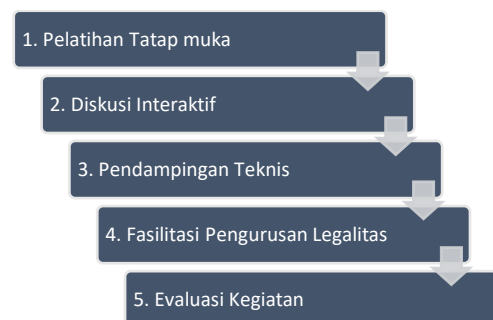 1. Pelatihan Tatap muka
2. Diskusi Interaktif
3. Pendampingan Teknis
4. Fasilitasi Pengurusan Legalitas
5. Evaluasi Kegiatan